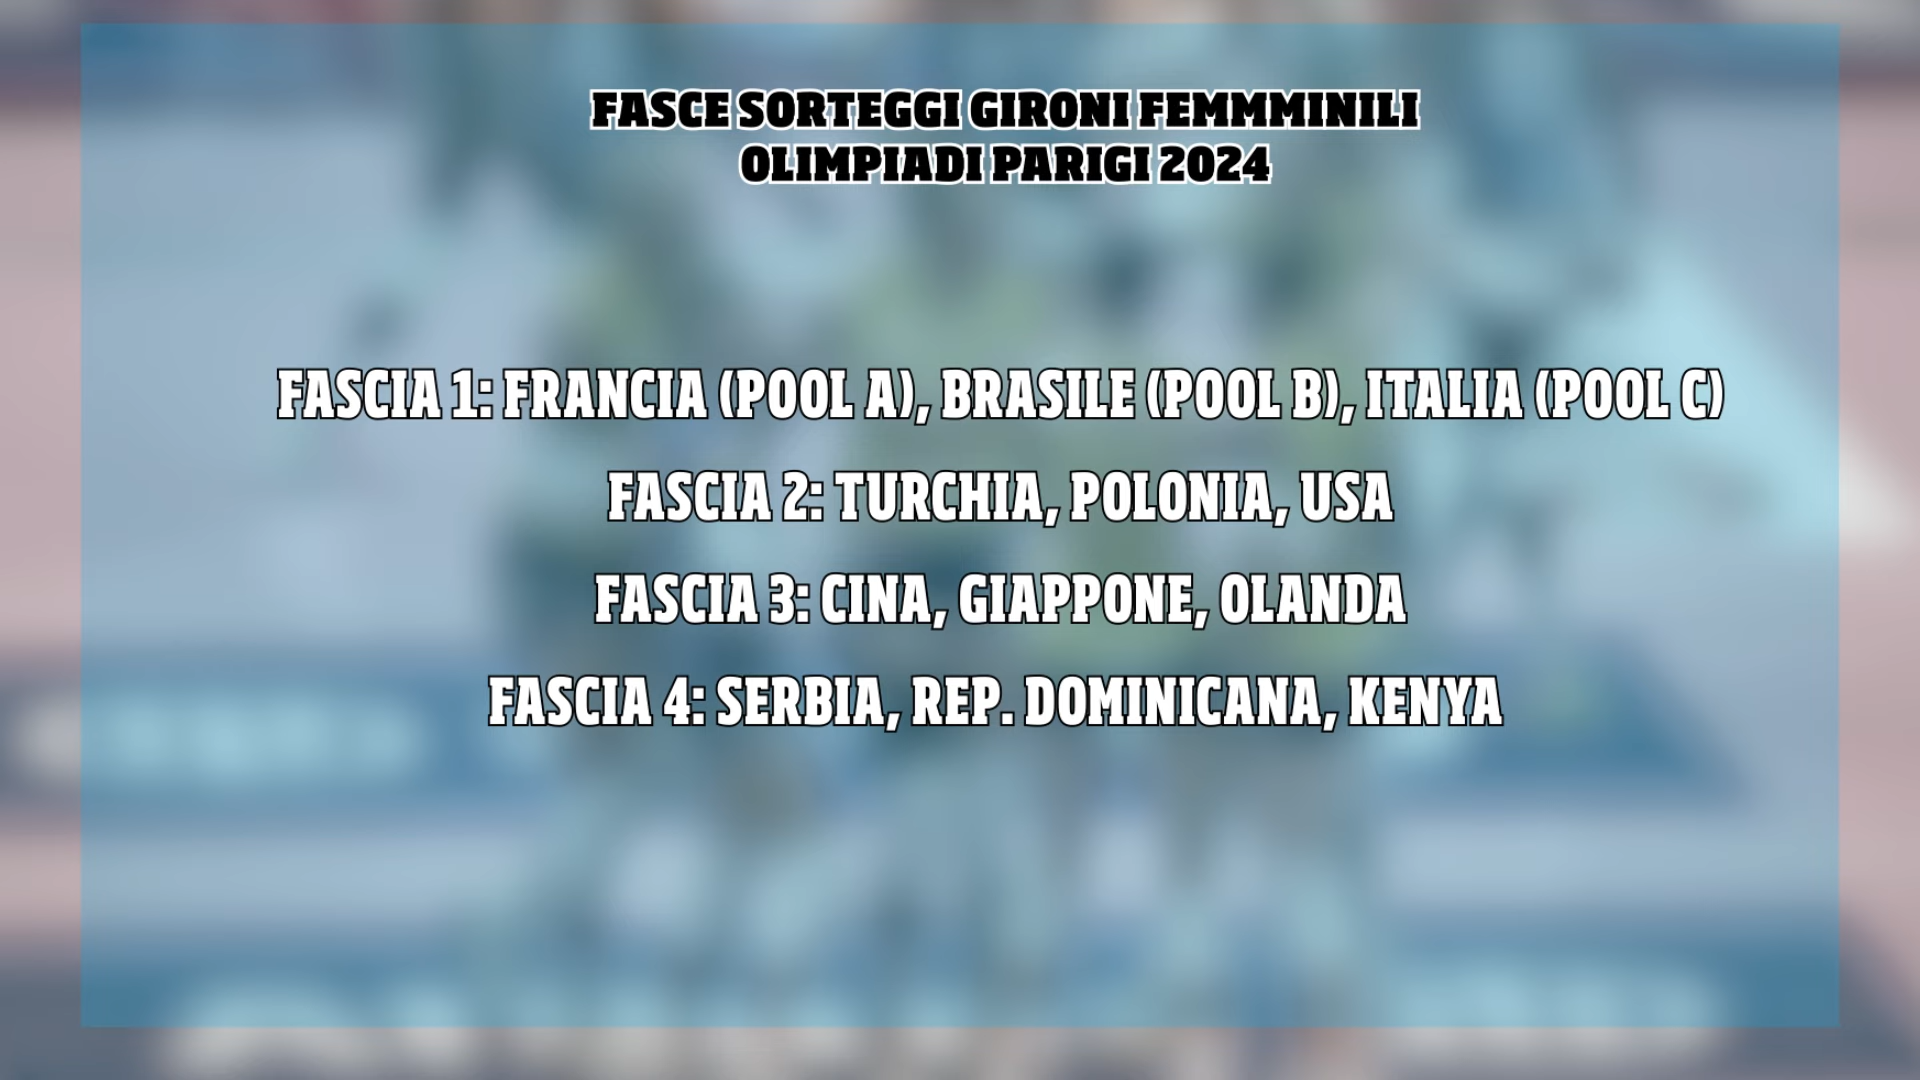 FASCE SORTEGGI GIRONI FEMMMINILI
OLIMPIADI PARIGI 2024
FASCIA 1: FRANCIA (POOL A), BRASILE (POOL B), ITALIA (POOL C)
FASCIA 2: TURCHIA, POLONIA, USA
FASCIA 3: CINA, GIAPPONE, OLANDA
FASCIA 4: SERBIA, REP. DOMINICANA, KENYA